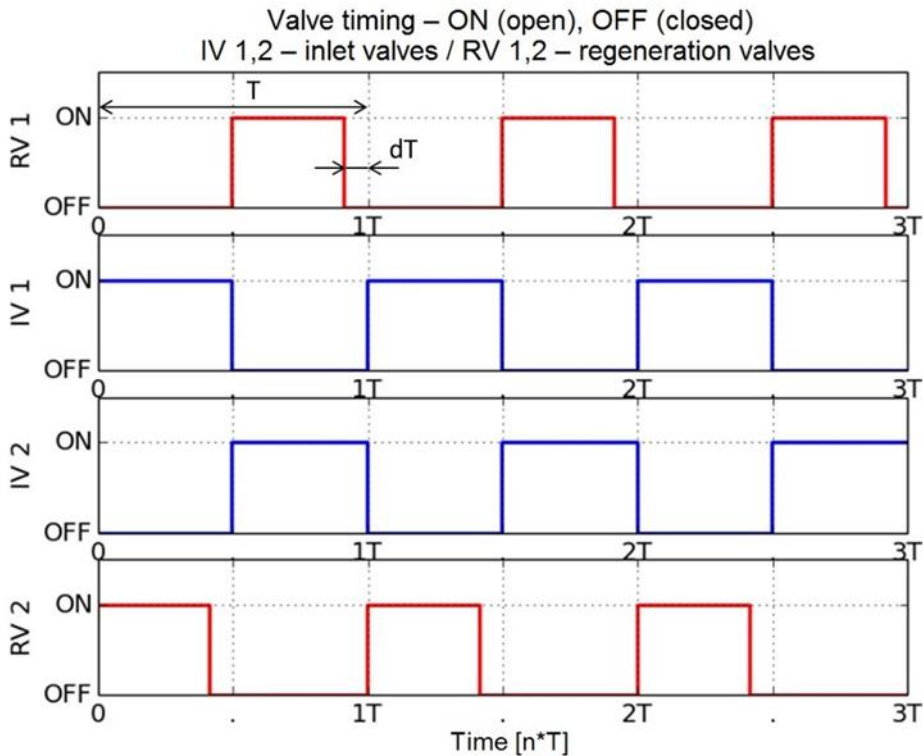 Valve timing – ON (open), OFF (closed)
IV 1,2 – inlet valves / RV 1,2 – regeneration valves
T
ON
RV 1
dT
OFF
0 . 1T . 2T . 3T
ON
IV 1
OFF
0 . 1T . 2T . 3T
ON
IV 2
OFF
0 . 1T . 2T . 3T
ON
RV 2
OFF
0 . 1T . 2T . 3T
Time [n*T]